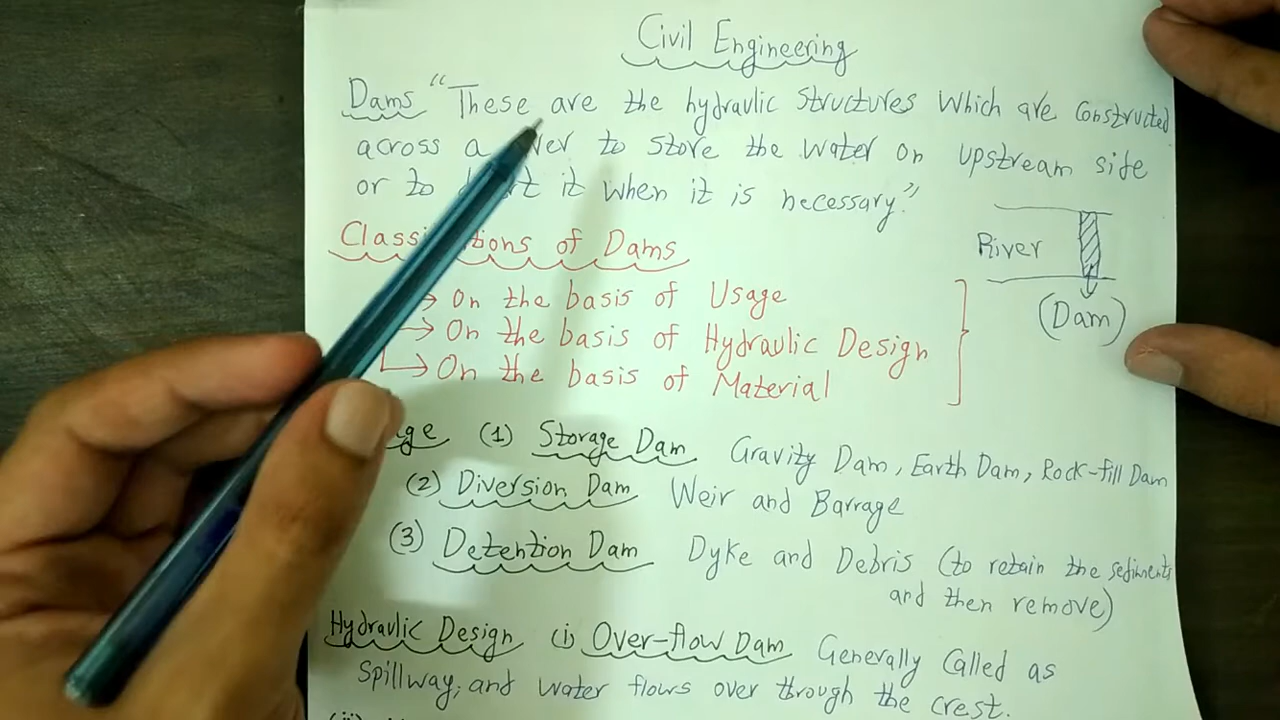 Civil Engineering
Dams "These are the hydraulic structures which are constructed
across a to store the water on upstream side
or to it when it is necessary."
Classifications of Dams
River
(Dam)
On the basis of Usage
On the basis of Hydraulic Design
On the basis of Material
(1) Storage Dam Gravity Dam, Earth Dam, Rock-fill Dam
(2) Diversion Dam Weir and Barrage
(3) Detention Dam Dyke and Debris (to retain the sediments
and then remove)
Hydraulic Design (i) Over-flow Dam Generally called as
Spillway, and water flows over through the crest.